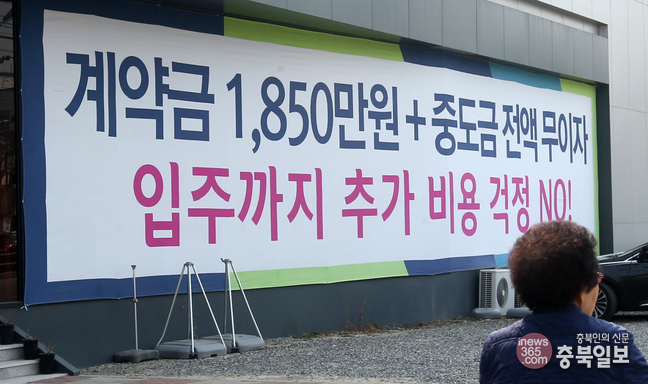 계약금 1,850만원 + 중도금 전액 무이자
입주까지 추가 비용 걱정 NO!
충북인의 신문
inews365.com 충북일보